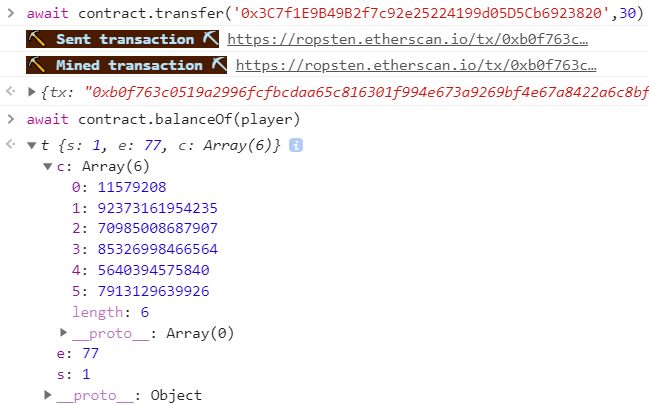 > await contract.transfer('0x3C7f1E9B49B2f7c92e25224199d05D5Cb6923820',30)
⛏ Sent transaction ⛏ https://ropsten.etherscan.io/tx/0xb0f763c…
⛏ Mined transaction ⛏ https://ropsten.etherscan.io/tx/0xb0f763c…
{tx: "0xb0f763c0519a2996fcfbcdaa65c816301f994e673a9269bf4e67a8422a6c8bf
> await contract.balanceOf(player)
t {s: 1, e: 77, c: Array(6)} i
c: Array(6)
0: 11579208
1: 92373161954235
2: 70985008687907
3: 85326998466564
4: 5640394575840
5: 7913129639926
length: 6
__proto__: Array(0)
e: 77
s: 1
__proto__: Object